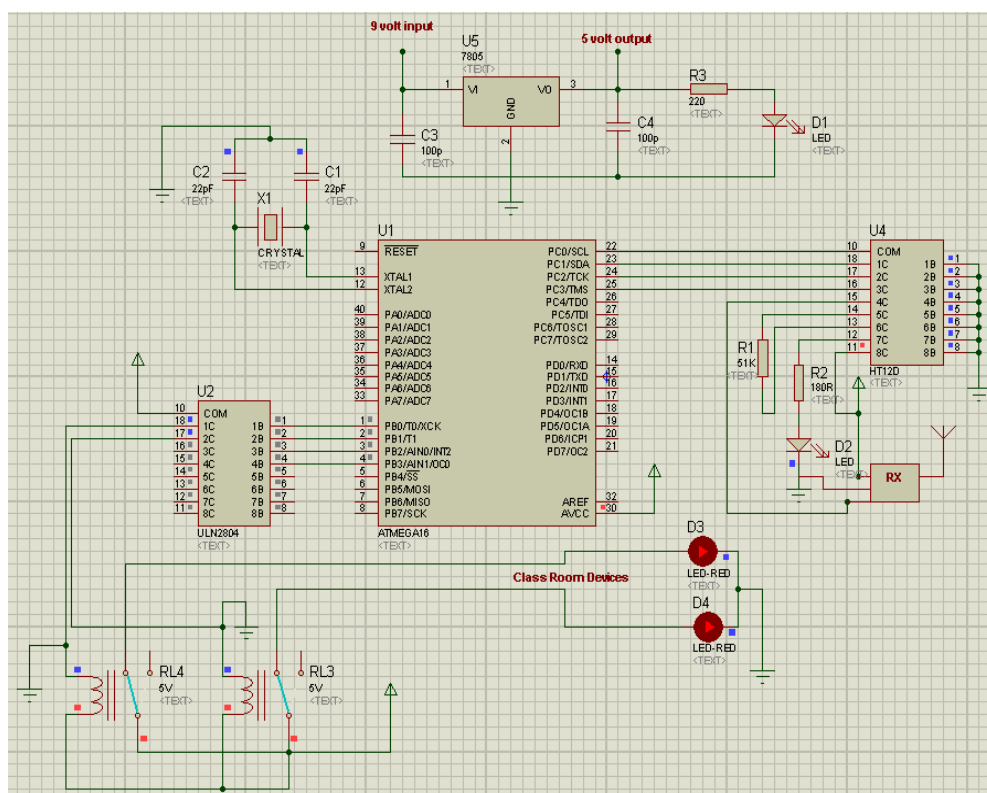 9 volt input
5 volt output
U5
7805
<TEXT>
1
VI
VO
3
GND
2
R3
220
<TEXT>
D1
LED
<TEXT>
C3
100p
<TEXT>
C4
100p
<TEXT>
C2
22pF
<TEXT>
C1
22pF
<TEXT>
X1
CRYSTAL
<TEXT>
U1
9 RESET
13 XTAL1
12 XTAL2
40 PA0/ADC0
39 PA1/ADC1
38 PA2/ADC2
37 PA3/ADC3
36 PA4/ADC4
35 PA5/ADC5
34 PA6/ADC6
33 PA7/ADC7
1 PB0/T0/XCK
2 PB1/T1
3 PB2/AIN0/INT2
4 PB3/AIN1/OC0
5 PB4/SS
6 PB5/MOSI
7 PB6/MISO
8 PB7/SCK
PC0/SCL 22
PC1/SDA 23
PC2/TCK 24
PC3/TMS 25
PC4/TDO 26
PC5/TDI 27
PC6/TOSC1 28
PC7/TOSC2 29
PD0/RXD 14
PD1/TXD 15
PD2/INT0 16
PD3/INT1 17
PD4/OC1B 18
PD5/OC1A 19
PD6/ICP1 20
PD7/OC2 21
AREF 32
AVCC 30
ATMEGA16
<TEXT>
U4
10 COM
18 1C 1B 1
17 2C 2B 2
16 3C 3B 3
15 4C 4B 4
14 5C 5B 5
13 6C 6B 6
12 7C 7B 7
11 8C 8B 8
HT12D
<TEXT>
R1
51K
<TEXT>
R2
180R
<TEXT>
D2
LED
<TEXT>
RX
U2
10 COM
18 1C 1B 1
17 2C 2B 2
16 3C 3B 3
15 4C 4B 4
14 5C 5B 5
13 6C 6B 6
12 7C 7B 7
11 8C 8B 8
ULN2804
<TEXT>
D3
LED-RED
<TEXT>
Class Room Devices
D4
LED-RED
<TEXT>
RL4
5V
<TEXT>
RL3
5V
<TEXT>